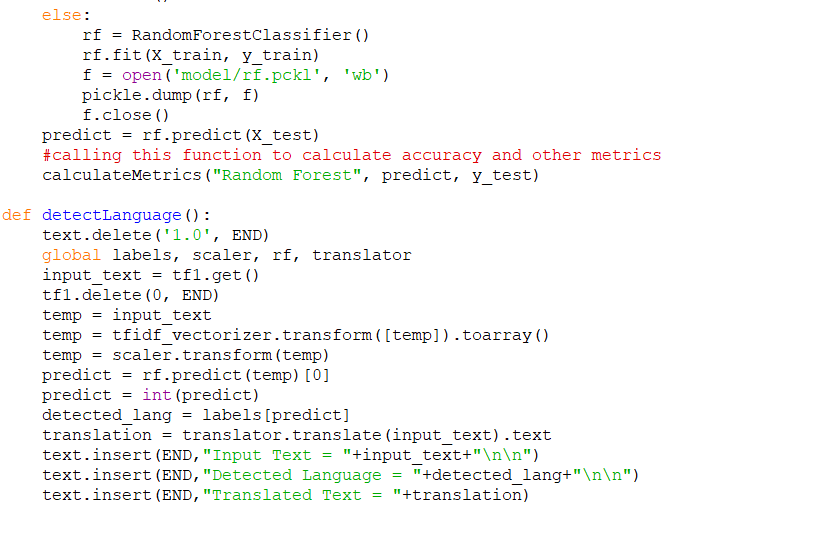 else:
rf = RandomForestClassifier()
rf.fit(X_train, y_train)
f = open('model/rf.pckl', 'wb')
pickle.dump(rf, f)
f.close()
predict = rf.predict(X_test)
#calling this function to calculate accuracy and other metrics
calculateMetrics("Random Forest", predict, y_test)
def detectLanguage():
text.delete('1.0', END)
global labels, scaler, rf, translator
input_text = tf1.get()
tf1.delete(0, END)
temp = input_text
temp = tfidf_vectorizer.transform([temp]).toarray()
temp = scaler.transform(temp)
predict = rf.predict(temp)[0]
predict = int(predict)
detected_lang = labels[predict]
translation = translator.translate(input_text).text
text.insert(END,"Input Text = "+input_text+"\n\n")
text.insert(END,"Detected Language = "+detected_lang+"\n\n")
text.insert(END,"Translated Text = "+translation)